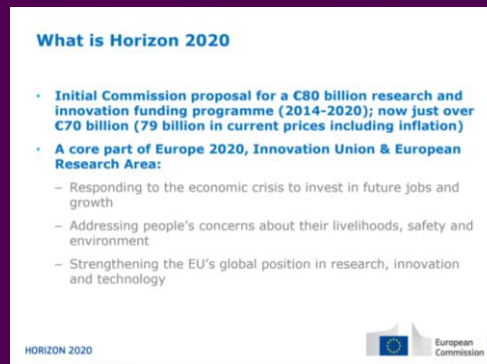 What is Horizon 2020
• Initial Commission proposal for a €80 billion research and
innovation funding programme (2014-2020); now just over
€70 billion (79 billion in current prices including inflation)
• A core part of Europe 2020, Innovation Union & European
Research Area:
– Responding to the economic crisis to invest in future jobs and
growth
– Addressing people's concerns about their livelihoods, safety and
environment
– Strengthening the EU's global position in research, innovation
and technology
HORIZON 2020
European
Commission